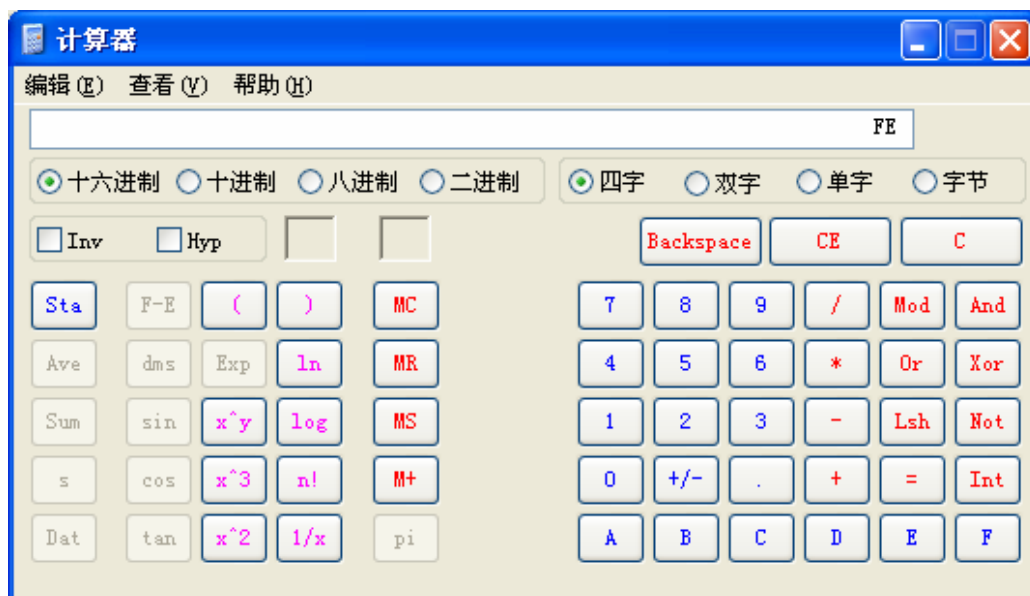 计算器
编辑(E) 查看(V) 帮助(H)
FE
十六进制 十进制 八进制 二进制 四字 双字 单字 字节
Inv Hyp Backspace CE C
Sta F-E ( ) MC 7 8 9 / Mod And
Ave dms Exp ln MR 4 5 6 * Or Xor
Sum sin x^y log MS 1 2 3 - Lsh Not
s cos x^3 n! M+ 0 +/- . + = Int
Dat tan x^2 1/x pi A B C D E F